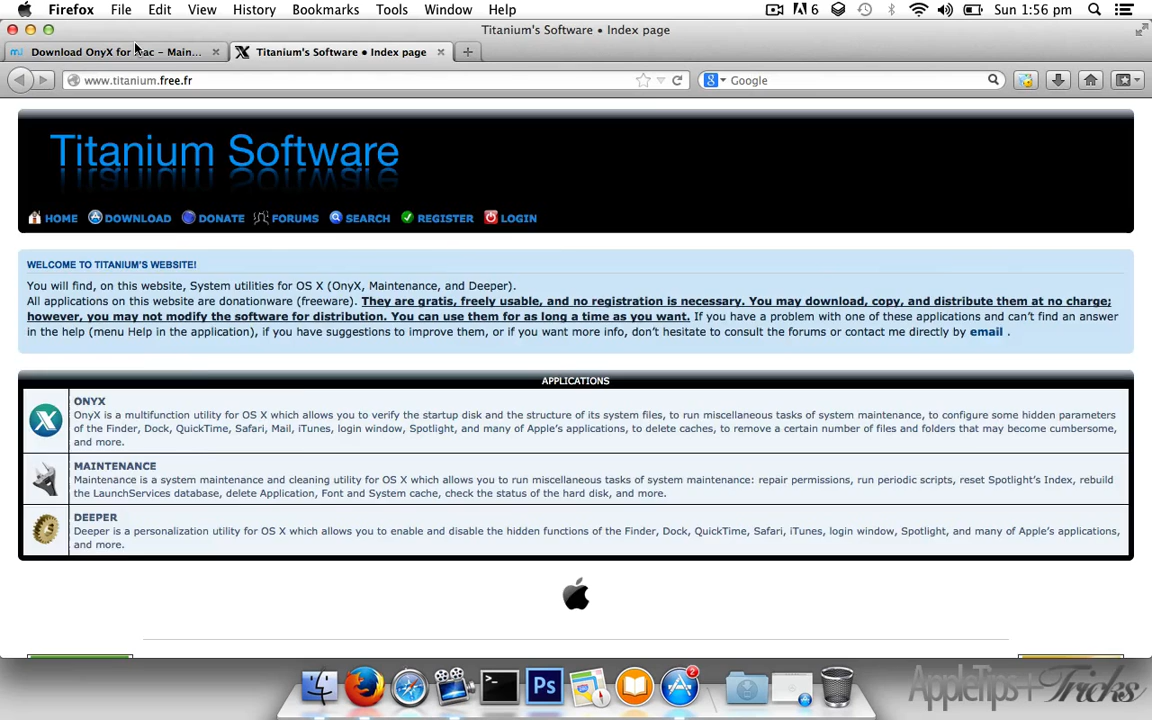 Firefox File Edit View History Bookmarks Tools Window Help 6 Sun 1:56 pm
Titanium's Software • Index page
Download OnyX for Mac – Main... Titanium's Software • Index page
www.titanium.free.fr Google
Titanium Software
HOME DOWNLOAD DONATE FORUMS SEARCH REGISTER LOGIN
WELCOME TO TITANIUM'S WEBSITE!
You will find, on this website, System utilities for OS X (OnyX, Maintenance, and Deeper).
All applications on this website are donationware (freeware). They are gratis, freely usable, and no registration is necessary. You may download, copy, and distribute them at no charge;
however, you may not modify the software for distribution. You can use them for as long a time as you want. If you have a problem with one of these applications and can't find an answer
in the help (menu Help in the application), if you have suggestions to improve them, or if you want more info, don't hesitate to consult the forums or contact me directly by email .
APPLICATIONS
ONYX
OnyX is a multifunction utility for OS X which allows you to verify the startup disk and the structure of its system files, to run miscellaneous tasks of system maintenance, to configure some hidden parameters
of the Finder, Dock, QuickTime, Safari, Mail, iTunes, login window, Spotlight, and many of Apple's applications, to delete caches, to remove a certain number of files and folders that may become cumbersome,
and more.
MAINTENANCE
Maintenance is a system maintenance and cleaning utility for OS X which allows you to run miscellaneous tasks of system maintenance: repair permissions, run periodic scripts, reset Spotlight's Index, rebuild
the LaunchServices database, delete Application, Font and System cache, check the status of the hard disk, and more.
DEEPER
Deeper is a personalization utility for OS X which allows you to enable and disable the hidden functions of the Finder, Dock, QuickTime, Safari, iTunes, login window, Spotlight, and many of Apple's applications,
and more.
Ps 2
AppleTips+Tricks